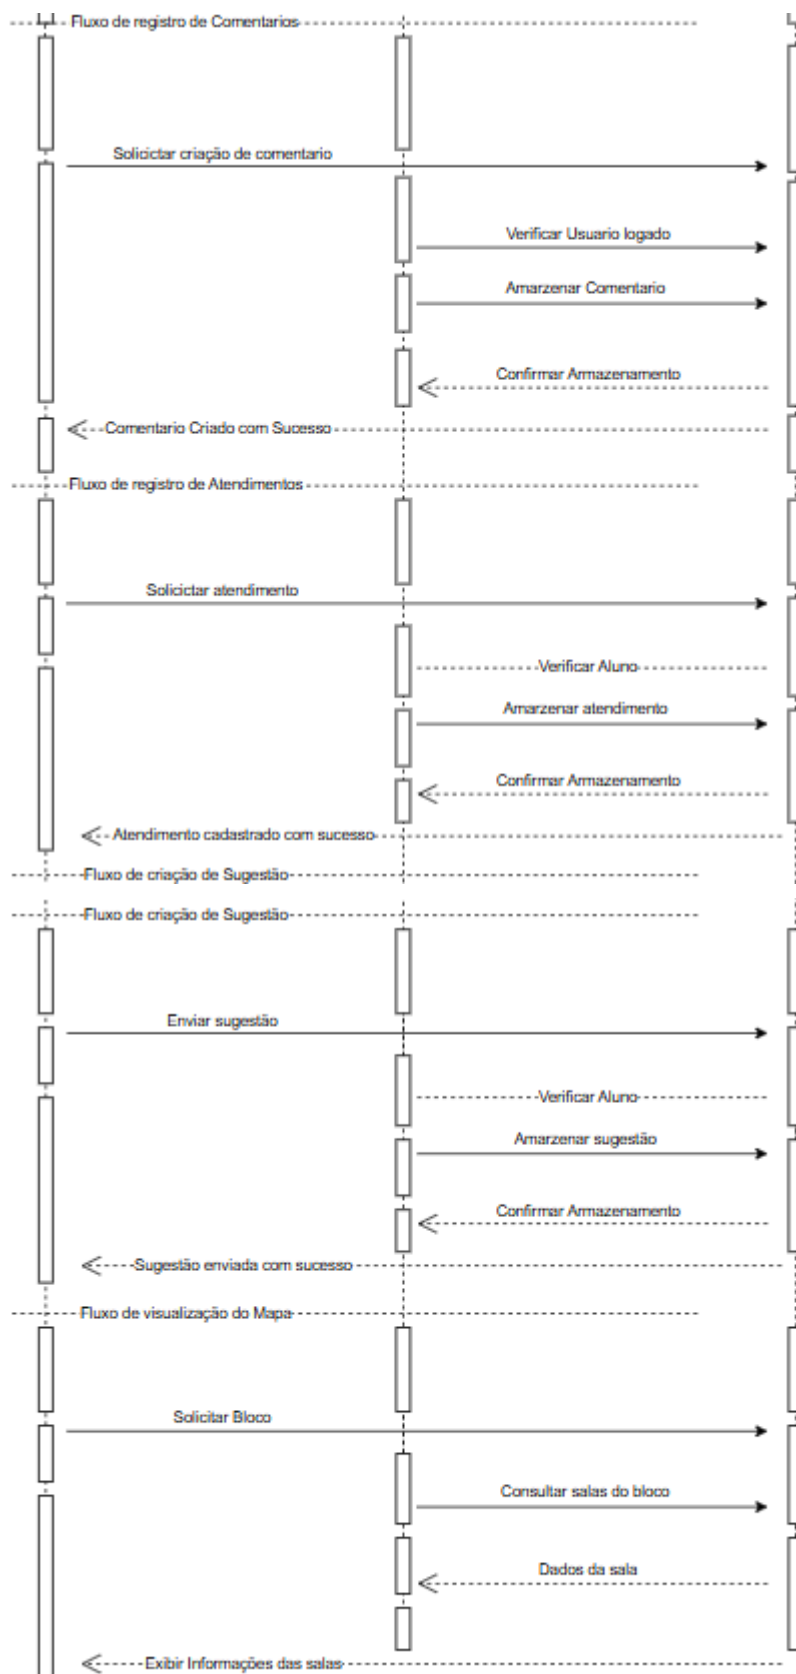 Fluxo de registro de Comentarios
Solicictar criação de comentario
Verificar Usuario logado
Amarzenar Comentario
Confirmar Armazenamento
Comentario Criado com Sucesso
Fluxo de registro de Atendimentos
Solicictar atendimento
Verificar Aluno
Amarzenar atendimento
Confirmar Armazenamento
Atendimento cadastrado com sucesso
Fluxo de criação de Sugestão
Fluxo de criação de Sugestão
Enviar sugestão
Verificar Aluno
Amarzenar sugestão
Confirmar Armazenamento
Sugestão enviada com sucesso
Fluxo de visualização do Mapa
Solicitar Bloco
Consultar salas do bloco
Dados da sala
Exibir Informações das salas